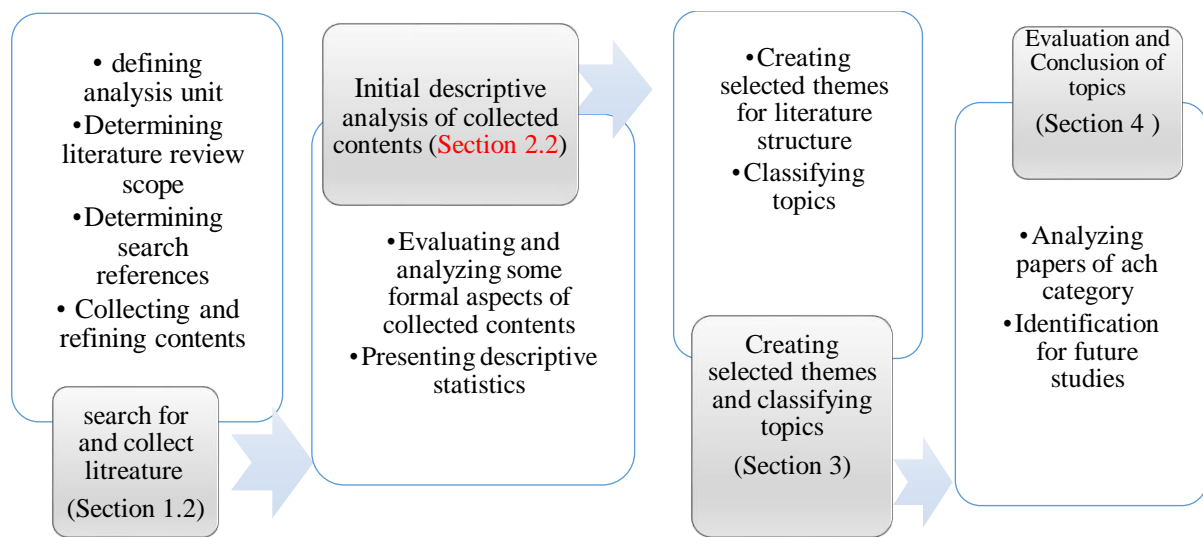 • defining
analysis unit
•Determining
literature review
scope
•Determining
search
references
• Collecting and
refining contents
search for
and collect
litreature
(Section 1.2)
Initial descriptive
analysis of collected
contents (Section 2.2)
•Evaluating and
analyzing some
formal aspects of
collected contents
•Presenting descriptive
statistics
•Creating
selected themes
for literature
structure
•Classifying
topics
Creating
selected themes
and classifying
topics
(Section 3)
Evaluation and
Conclusion of
topics
(Section 4 )
•Analyzing
papers of ach
category
•Identification
for future
studies